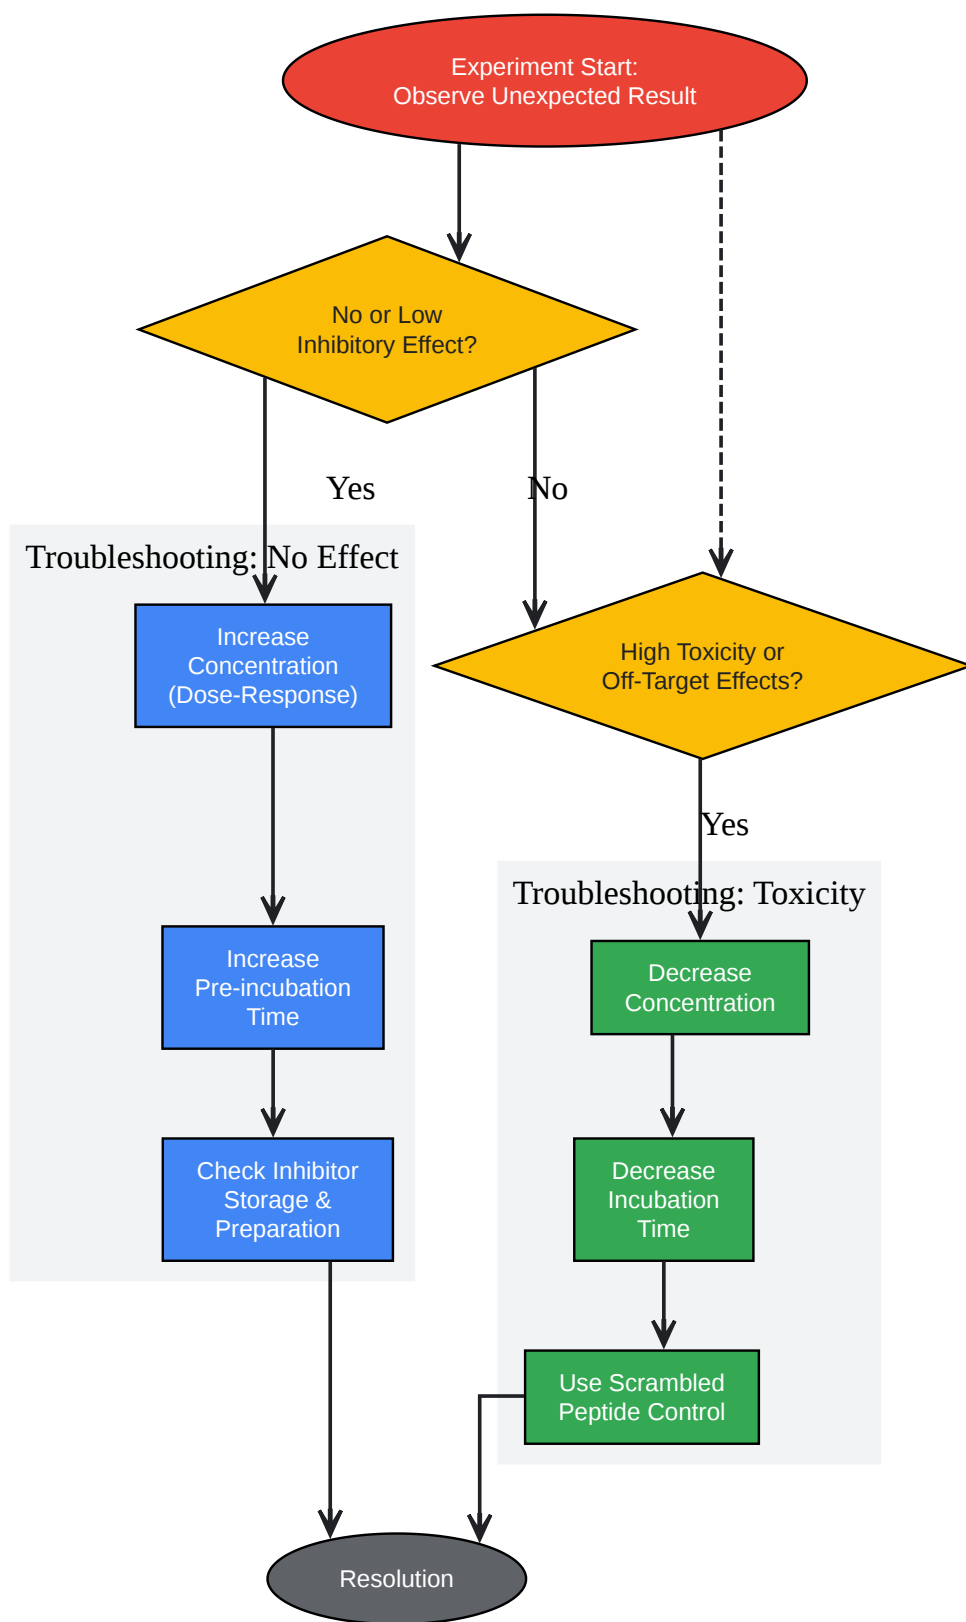 Experiment Start:
Observe Unexpected Result
No or Low
Inhibitory Effect?
Yes
No
Troubleshooting: No Effect
Increase
Concentration
(Dose-Response)
High Toxicity or
Off-Target Effects?
Yes
Troubleshooting: Toxicity
Increase
Pre-incubation
Time
Decrease
Concentration
Check Inhibitor
Storage &
Preparation
Decrease
Incubation
Time
Use Scrambled
Peptide Control
Resolution